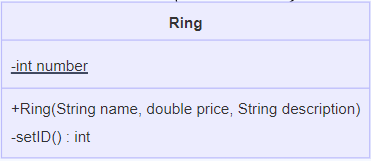 Ring
-int number
+Ring(String name, double price, String description)
-setID() : int